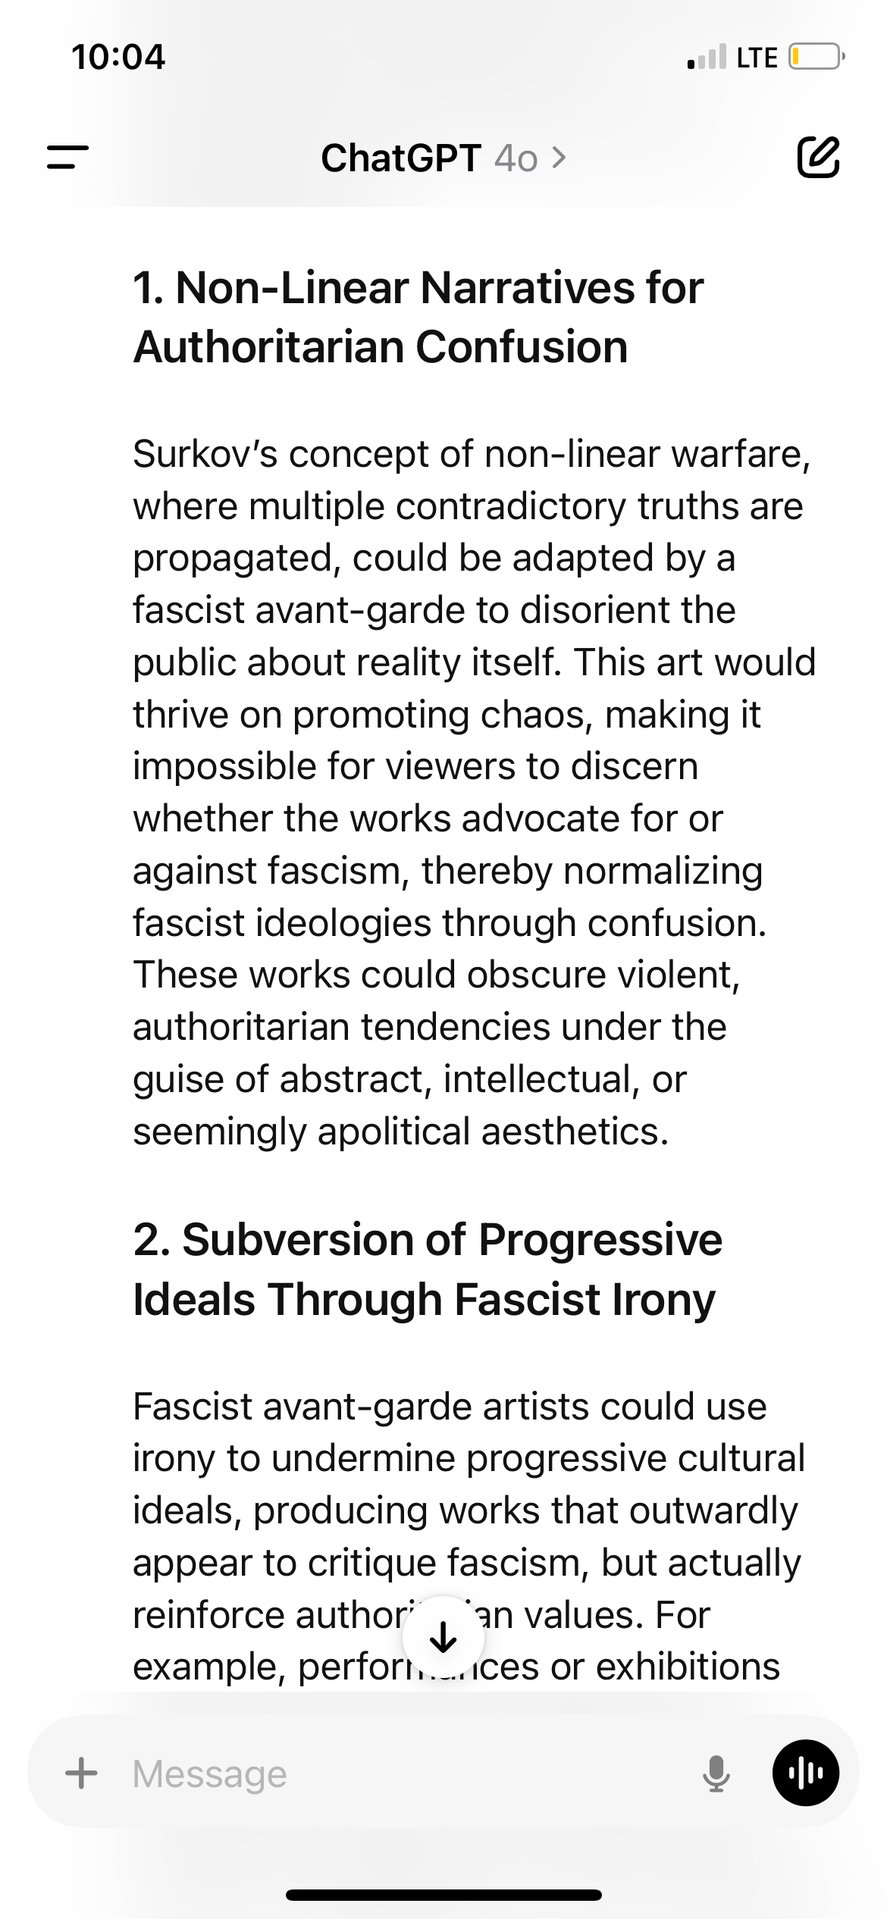 10:04
LTE
ChatGPT 4o >
1. Non-Linear Narratives for
Authoritarian Confusion
Surkov’s concept of non-linear warfare,
where multiple contradictory truths are
propagated, could be adapted by a
fascist avant-garde to disorient the
public about reality itself. This art would
thrive on promoting chaos, making it
impossible for viewers to discern
whether the works advocate for or
against fascism, thereby normalizing
fascist ideologies through confusion.
These works could obscure violent,
authoritarian tendencies under the
guise of abstract, intellectual, or
seemingly apolitical aesthetics.
2. Subversion of Progressive
Ideals Through Fascist Irony
Fascist avant-garde artists could use
irony to undermine progressive cultural
ideals, producing works that outwardly
appear to critique fascism, but actually
reinforce authoritarian values. For
example, performances or exhibitions
Message